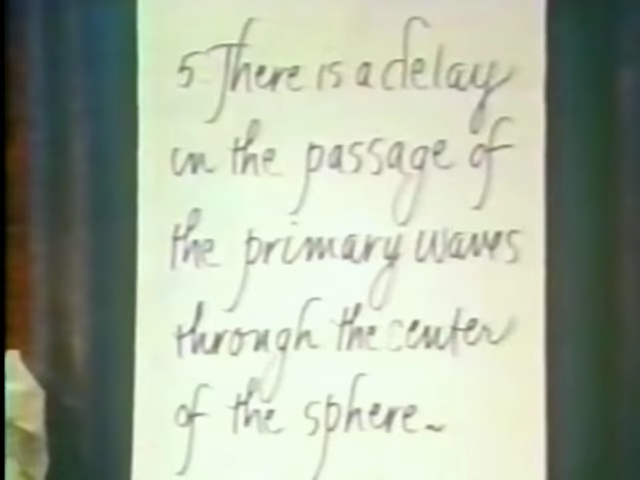 5 There is a delay
in the passage of
the primary waves
through the center
of the sphere~